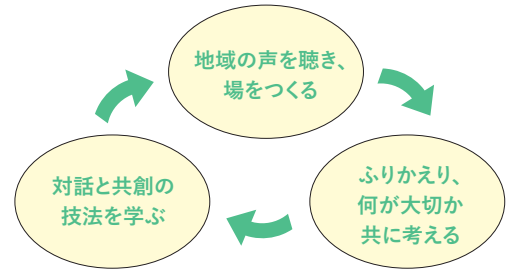 地域の声を聴き、
場をつくる
ふりかえり、
何が大切か
共に考える
対話と共創の
技法を学ぶ